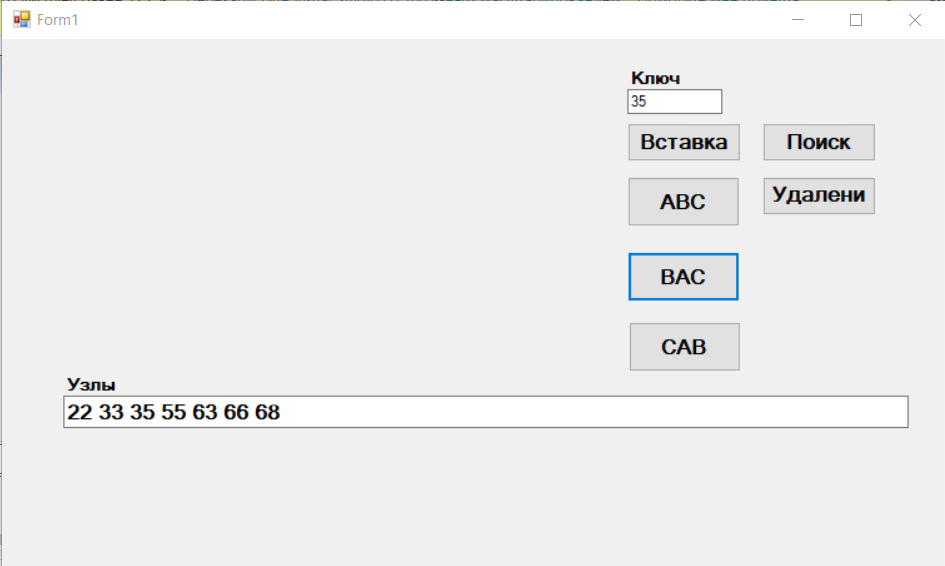 Form1
Ключ
35
Вставка
Поиск
ABC
Удалени
BAC
CAB
Узлы
22 33 35 55 63 66 68